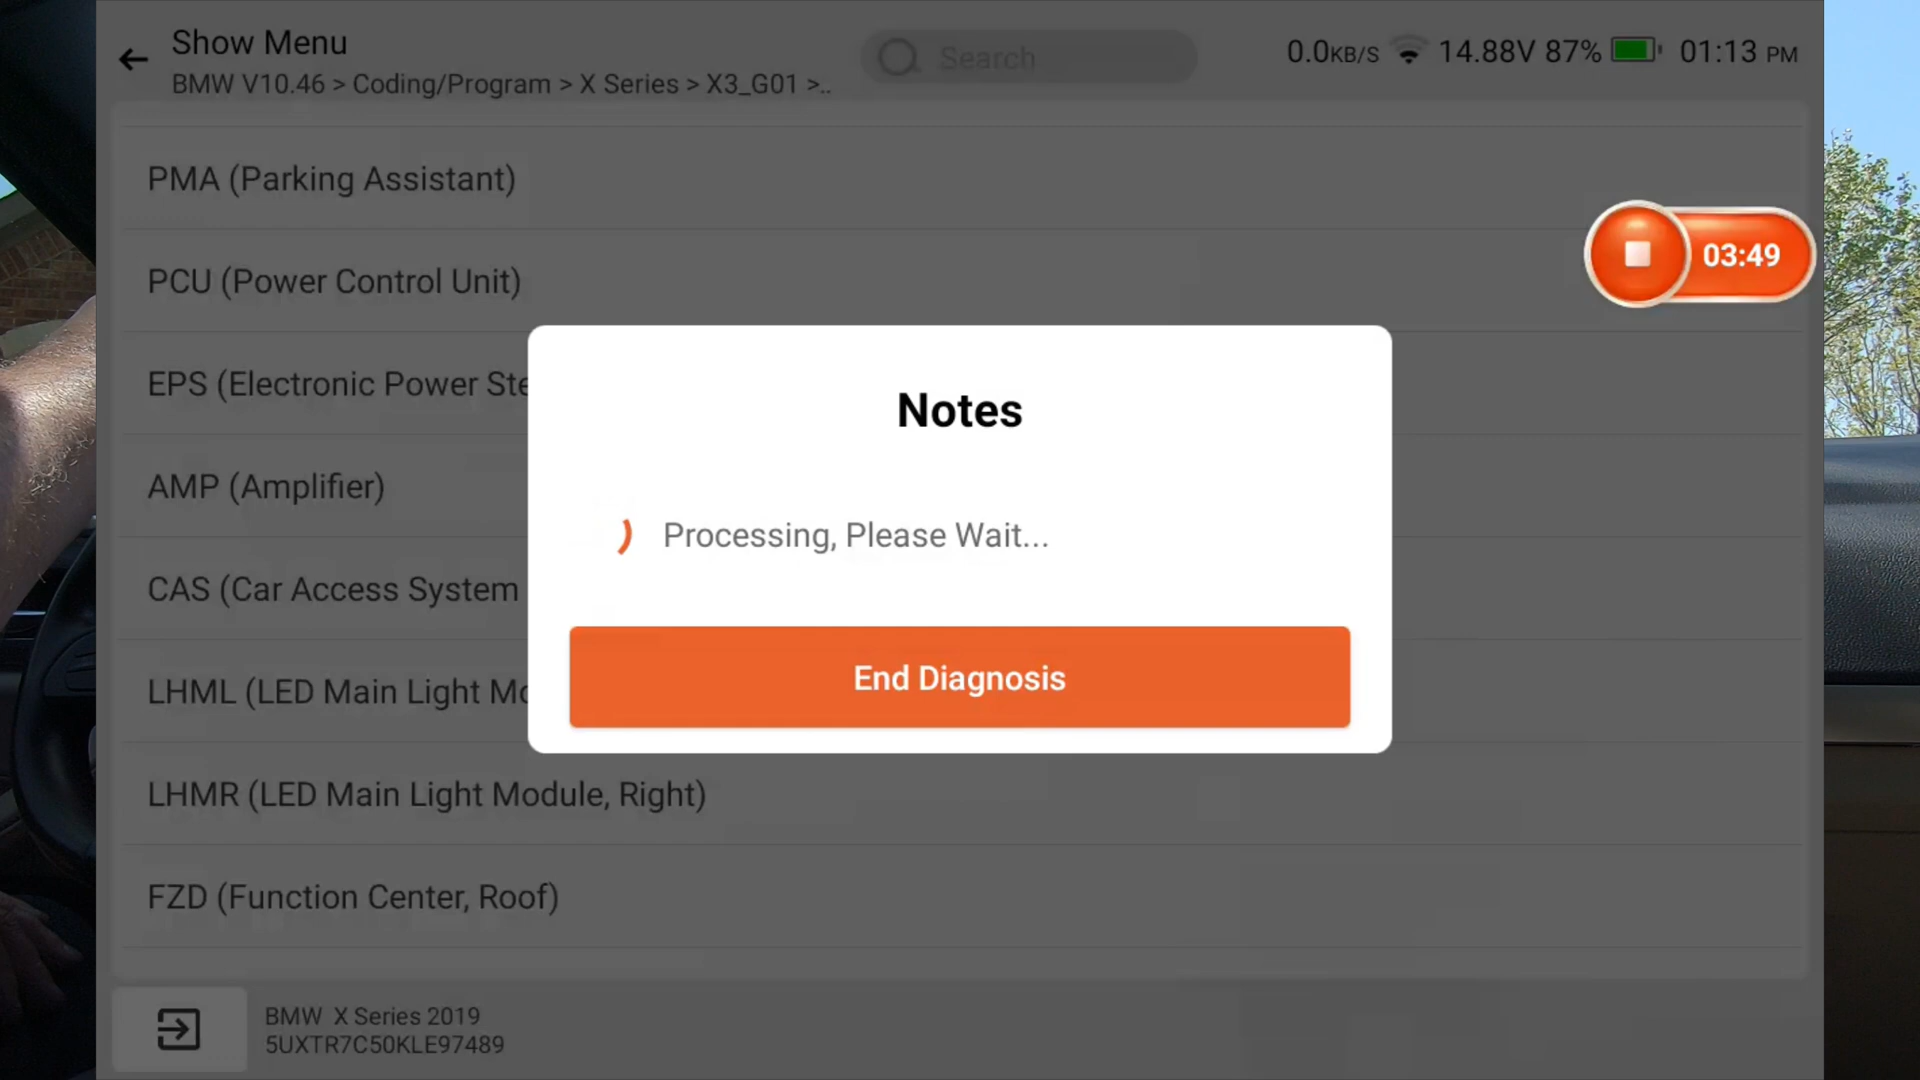 Show Menu
BMW V10.46 > Coding/Program > X Series > X3_G01 >..
Search
0.0KB/S 14.88V 87% 01:13 PM
PMA (Parking Assistant)
03:49
PCU (Power Control Unit)
EPS (Electronic Power Ste
AMP (Amplifier)
CAS (Car Access System
LHML (LED Main Light Mo
LHMR (LED Main Light Module, Right)
FZD (Function Center, Roof)
Notes
Processing, Please Wait...
End Diagnosis
BMW X Series 2019
5UXTR7C50KLE97489